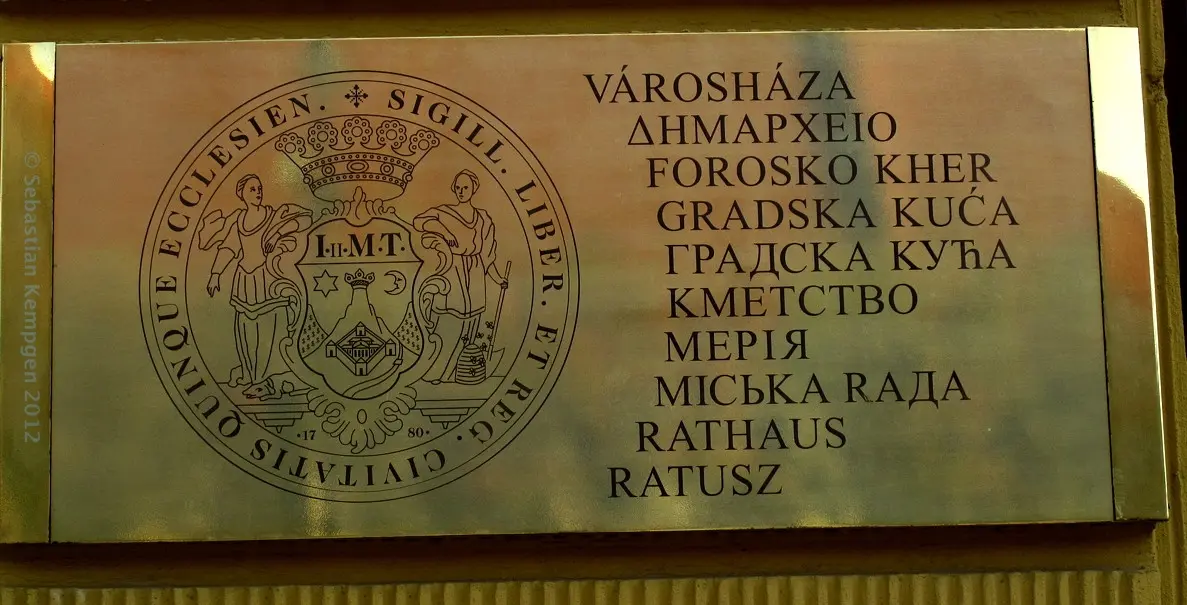 SIGILL. LIBER. ET REG. CIVITATIS QUINQUE ECCLESIEN.
I·H·M·T·
·17 80·
VÁROSHÁZA
ΔΗΜΑΡΧΕΙΟ
FOROSKO KHER
GRADSKA KUĆA
ГРАДСКА КУЋА
КМЕТСТВО
МЕРІЯ
МІСЬКА RАДА
RATHAUS
RATUSZ
© Sebastian Kempgen 2012